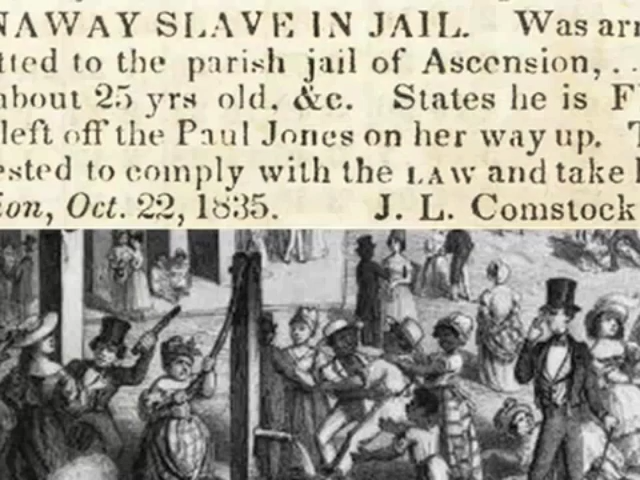 NAWAY SLAVE IN JAIL. Was arr
tted to the parish jail of Ascension, . .
about 25 yrs old, &c. States he is F
left off the Paul Jones on her way up. T
ested to comply with the LAW and take
ion, Oct. 22, 1835. J. L. Comstock